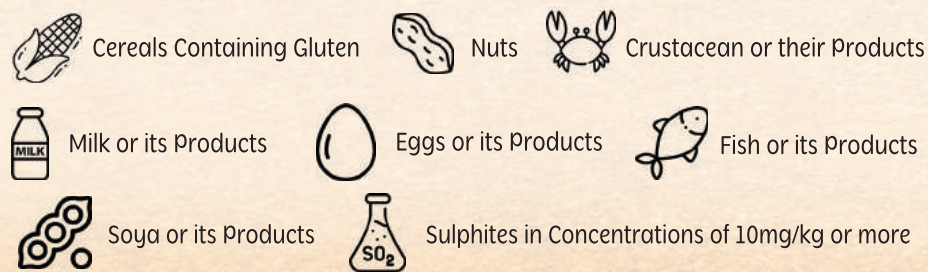 Cereals Containing Gluten Nuts Crustacean or their Products
MILK Milk or its Products Eggs or its Products Fish or its Products
Soya or its Products SO₂ Sulphites in Concentrations of 10mg/kg or more